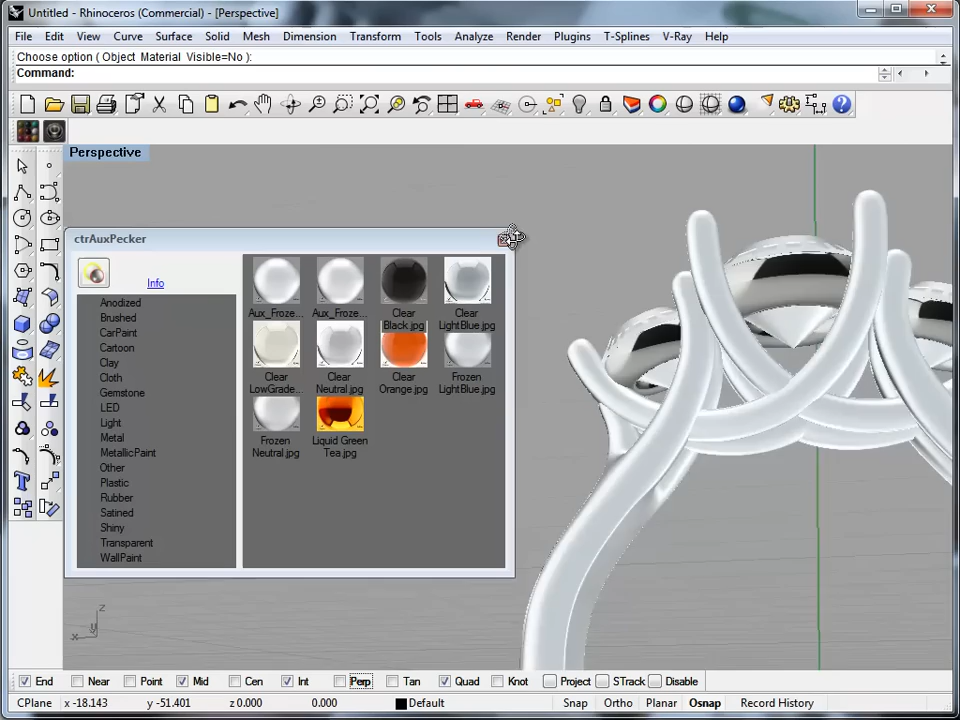 Untitled - Rhinoceros (Commercial) - [Perspective]
File Edit View Curve Surface Solid Mesh Dimension Transform Tools Analyze Render Plugins T-Splines V-Ray Help
Choose option ( Object Material Visible=No ):
Command:
Perspective
ctrAuxPecker
Info
Anodized
Brushed
CarPaint
Cartoon
Clay
Cloth
Gemstone
LED
Light
Metal
MetallicPaint
Other
Plastic
Rubber
Satined
Shiny
Transparent
WallPaint
Aux_Froze...
Aux_Froze...
Clear
Black.jpg
Clear
LightBlue.jpg
Clear
LowGrade...
Clear
Neutral.jpg
Clear
Orange.jpg
Frozen
LightBlue.jpg
Frozen
Neutral.jpg
Liquid Green
Tea.jpg
z
y
x
End Near Point Mid Cen Int Perp Tan Quad Knot Project STrack Disable
CPlane x -18.143 y -51.401 z 0.000 0.000 Default Snap Ortho Planar Osnap Record History